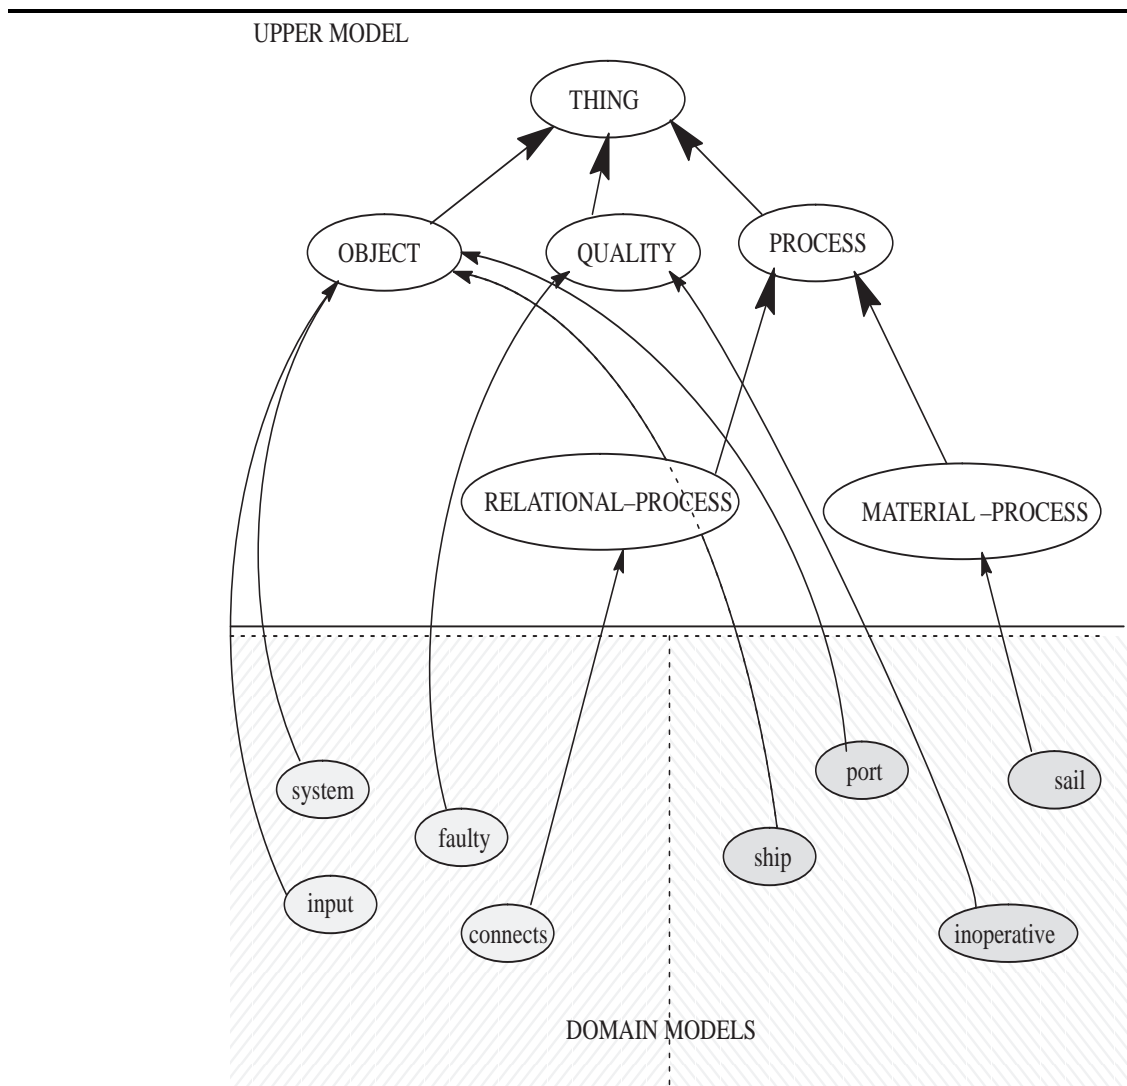 UPPER MODEL
THING
OBJECT
QUALITY
PROCESS
RELATIONAL–PROCESS
MATERIAL –PROCESS
system
port
sail
faulty
ship
input
connects
inoperative
DOMAIN MODELS